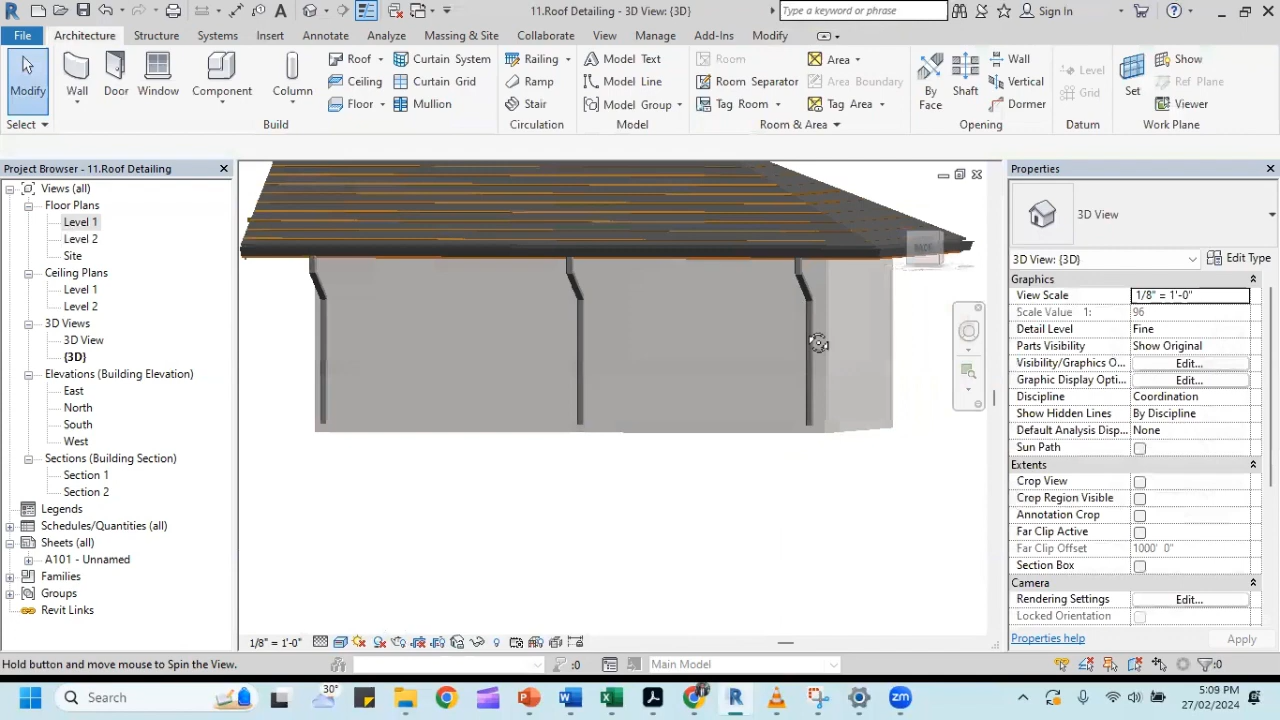 11.Roof Detailing - 3D View: {3D}
Type a keyword or phrase
Sign In
File
Architecture
Structure
Systems
Insert
Annotate
Analyze
Massing & Site
Collaborate
View
Manage
Add-Ins
Modify
Modify
Wall
Door
Window
Component
Column
Roof
Ceiling
Floor
Curtain System
Curtain Grid
Mullion
Railing
Ramp
Stair
Model Text
Model Line
Model Group
Room
Room Separator
Tag Room
Area
Area Boundary
Tag Area
By Face
Shaft
Wall
Vertical
Dormer
Level
Grid
Set
Show
Ref Plane
Viewer
Select
Build
Circulation
Model
Room & Area
Opening
Datum
Work Plane
Project Browser - 11.Roof Detailing
Views (all)
Floor Plans
Level 1
Level 2
Site
Ceiling Plans
Level 1
Level 2
3D Views
3D View
{3D}
Elevations (Building Elevation)
East
North
South
West
Sections (Building Section)
Section 1
Section 2
Legends
Schedules/Quantities (all)
Sheets (all)
A101 - Unnamed
Families
Groups
Revit Links
BACK
1/8" = 1'-0"
Properties
3D View
3D View: {3D}
Edit Type
Graphics
View Scale 1/8" = 1'-0"
Scale Value 1: 96
Detail Level Fine
Parts Visibility Show Original
Visibility/Graphics O... Edit...
Graphic Display Opti... Edit...
Discipline Coordination
Show Hidden Lines By Discipline
Default Analysis Disp... None
Sun Path
Extents
Crop View
Crop Region Visible
Annotation Crop
Far Clip Active
Far Clip Offset 1000' 0"
Section Box
Camera
Rendering Settings Edit...
Locked Orientation
Properties help
Apply
Hold button and move mouse to Spin the View.
:0
Main Model
:0
Search
30°
zm
5:09 PM
27/02/2024